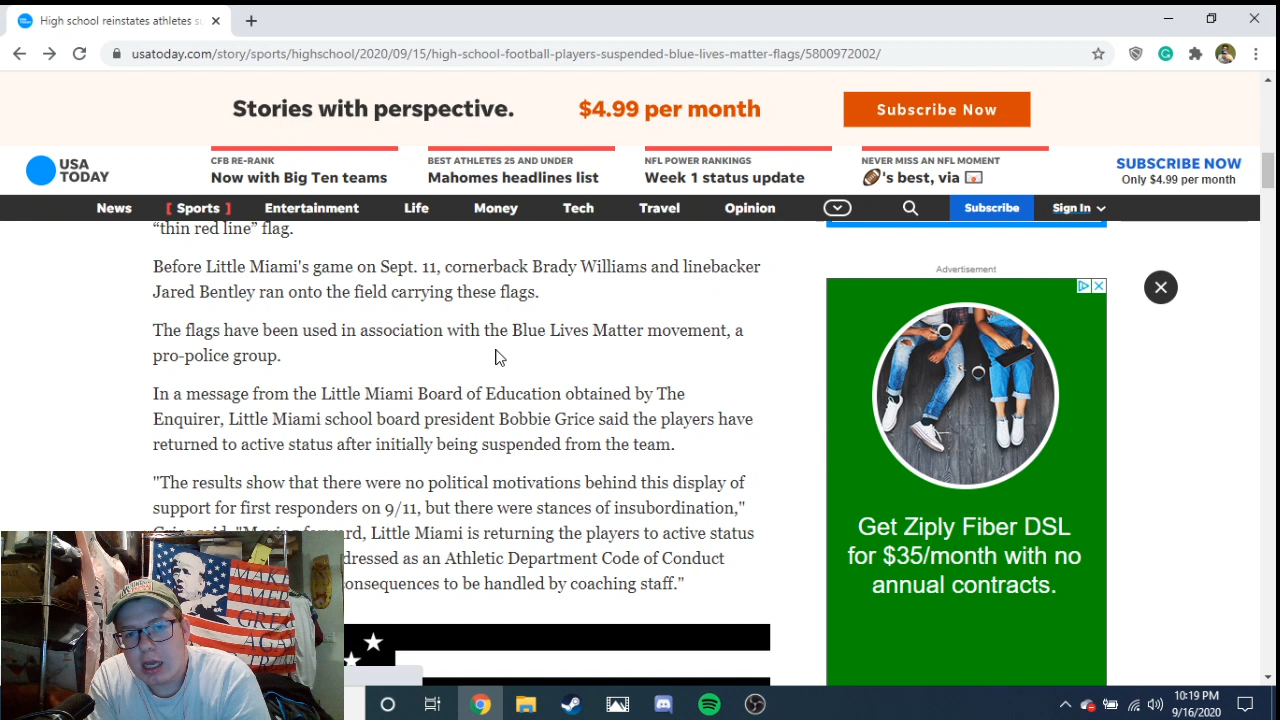 High school reinstates athletes su
usatoday.com/story/sports/highschool/2020/09/15/high-school-football-players-suspended-blue-lives-matter-flags/5800972002/
Stories with perspective. $4.99 per month Subscribe Now
USA TODAY
CFB RE-RANK
Now with Big Ten teams
BEST ATHLETES 25 AND UNDER
Mahomes headlines list
NFL POWER RANKINGS
Week 1 status update
NEVER MISS AN NFL MOMENT
🏈's best, via 💌
SUBSCRIBE NOW
Only $4.99 per month
News [ Sports ] Entertainment Life Money Tech Travel Opinion Subscribe Sign In
“thin red line” flag.
Before Little Miami's game on Sept. 11, cornerback Brady Williams and linebacker
Jared Bentley ran onto the field carrying these flags.
The flags have been used in association with the Blue Lives Matter movement, a
pro-police group.
In a message from the Little Miami Board of Education obtained by The
Enquirer, Little Miami school board president Bobbie Grice said the players have
returned to active status after initially being suspended from the team.
"The results show that there were no political motivations behind this display of
support for first responders on 9/11, but there were stances of insubordination,"
Little Miami is returning the players to active status
dressed as an Athletic Department Code of Conduct
onsequences to be handled by coaching staff."
Advertisement
Get Ziply Fiber DSL
for $35/month with no
annual contracts.
MAKE
AMER
GREA
AGA
10:19 PM
9/16/2020